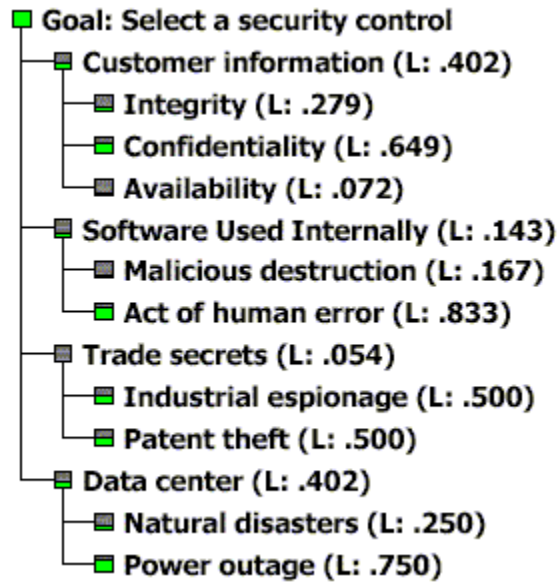 Goal: Select a security control
Customer information (L: .402)
Integrity (L: .279)
Confidentiality (L: .649)
Availability (L: .072)
Software Used Internally (L: .143)
Malicious destruction (L: .167)
Act of human error (L: .833)
Trade secrets (L: .054)
Industrial espionage (L: .500)
Patent theft (L: .500)
Data center (L: .402)
Natural disasters (L: .250)
Power outage (L: .750)